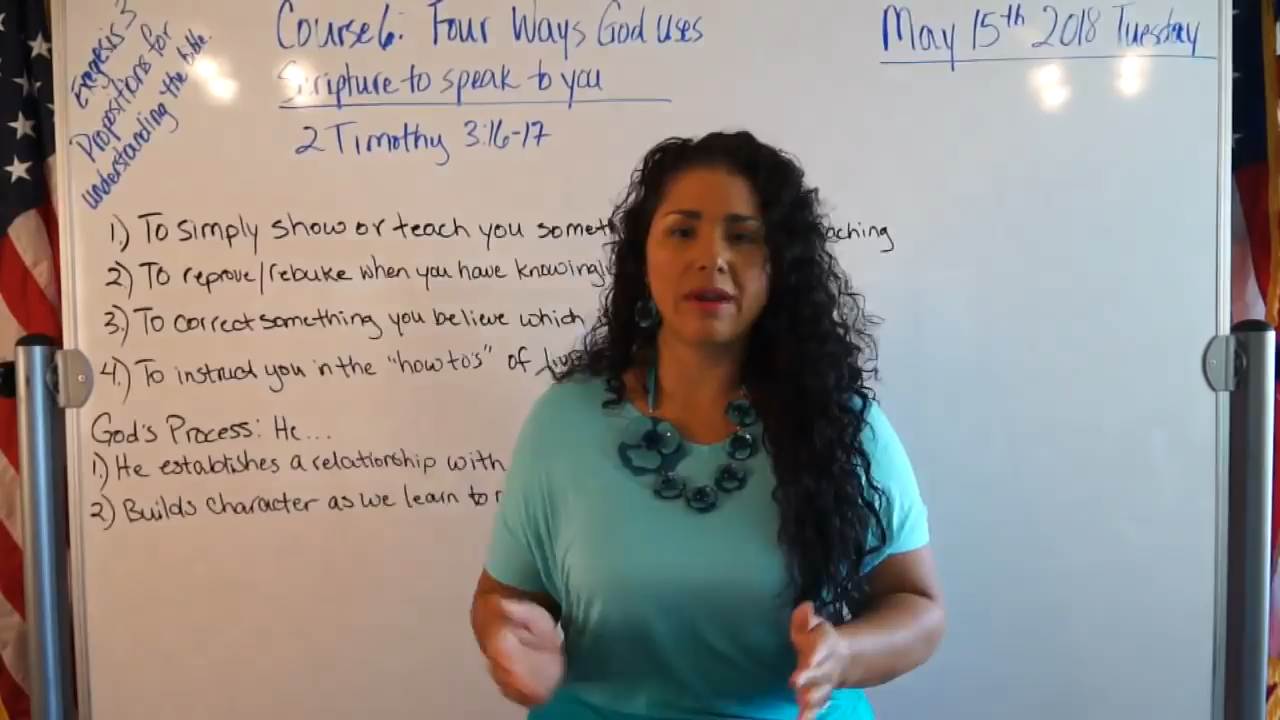 Exegesis 3
Propositions for
understanding the bible.
Course 6: Four Ways God uses
Scripture to speak to you
2 Timothy 3:16-17
May 15th 2018 Tuesday
1.) To simply show or teach you
2) To reprove/rebuke when you have
3.) To correct something you believe which
4.) To instruct you in the "how to's" of
God's Process: He...
1.) He establishes a relationship with
2) Builds Character as we learn to